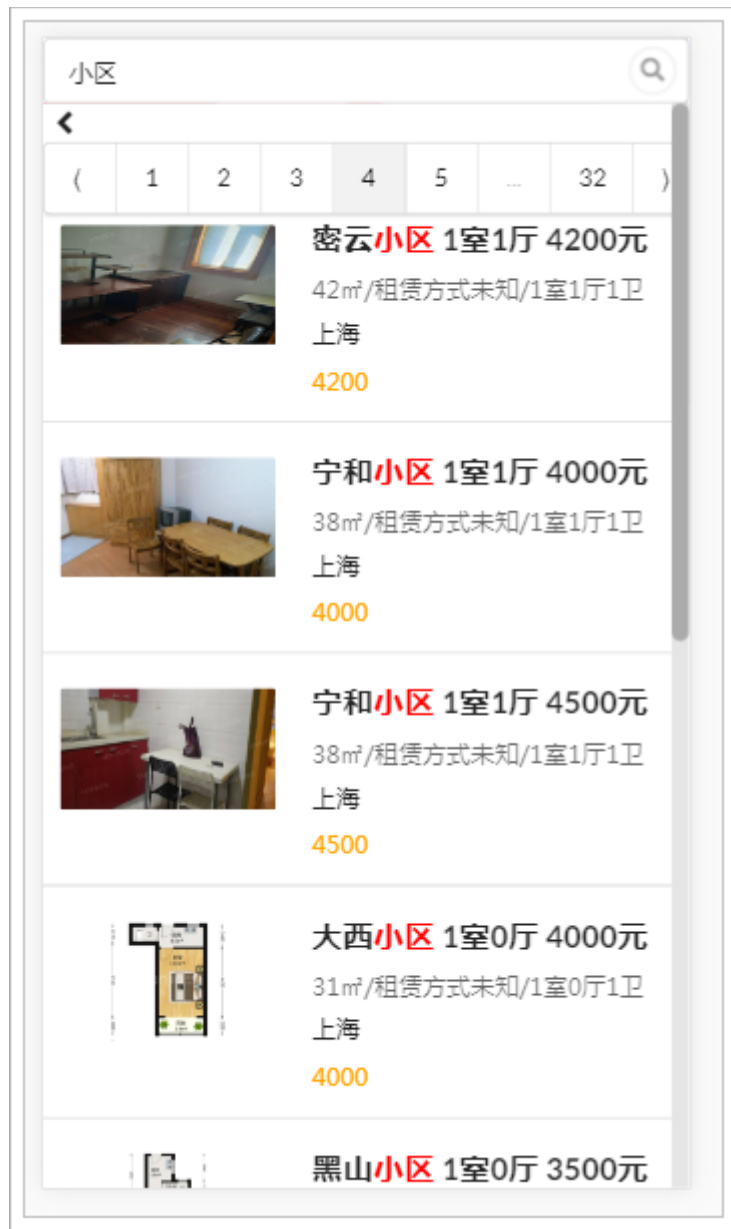 小区
⟨ 1 2 3 4 5 ... 32 ⟩
密云小区 1室1厅 4200元
42㎡/租赁方式未知/1室1厅1卫
上海
4200
宁和小区 1室1厅 4000元
38㎡/租赁方式未知/1室1厅1卫
上海
4000
宁和小区 1室1厅 4500元
38㎡/租赁方式未知/1室1厅1卫
上海
4500
大西小区 1室0厅 4000元
31㎡/租赁方式未知/1室0厅1卫
上海
4000
黑山小区 1室0厅 3500元